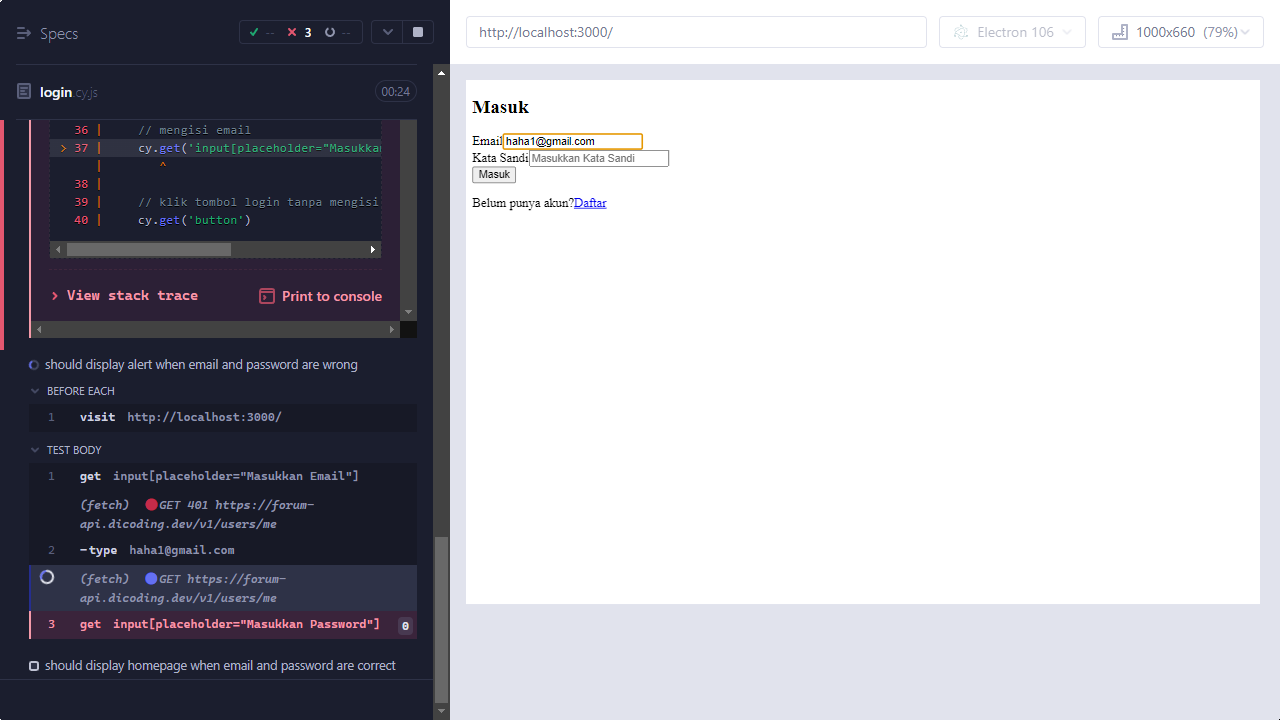 Specs
-- 3 --
http://localhost:3000/
Electron 106
1000x660 (79%)
login.cy.js
00:24
36 | // mengisi email
> 37 | cy.get('input[placeholder="Masukkan
| ^
38 |
39 | // klik tombol login tanpa mengisi
40 | cy.get('button')
View stack trace
Print to console
should display alert when email and password are wrong
BEFORE EACH
1 visit http://localhost:3000/
TEST BODY
1 get input[placeholder="Masukkan Email"]
(fetch) GET 401 https://forum-
api.dicoding.dev/v1/users/me
2 -type haha1@gmail.com
(fetch) GET https://forum-
api.dicoding.dev/v1/users/me
3 get input[placeholder="Masukkan Password"] 0
should display homepage when email and password are correct
Masuk
Email haha1@gmail.com
Kata Sandi Masukkan Kata Sandi
Masuk
Belum punya akun?Daftar